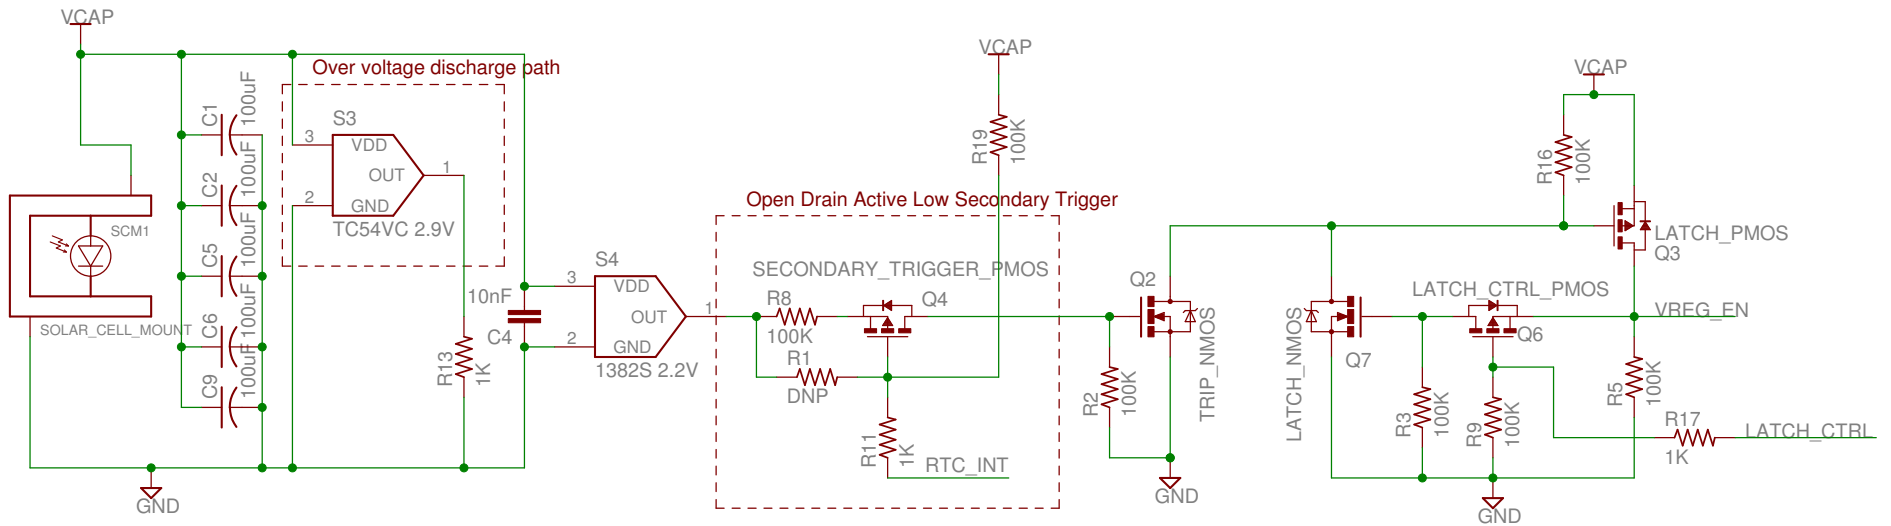 VCAP
Over voltage discharge path
C1
100uF
C2
100uF
C5
100uF
C6
100uF
C9
100uF
S3
3
VDD
OUT
1
2
GND
TC54VC 2.9V
SCM1
SOLAR_CELL_MOUNT
GND
R13
1K
10nF
C4
S4
3
VDD
OUT
1
2
GND
1382S 2.2V
VCAP
R19
100K
Open Drain Active Low Secondary Trigger
SECONDARY_TRIGGER_PMOS
R8
100K
Q4
R1
DNP
R11
1K
RTC_INT
Q2
R2
100K
TRIP_NMOS
GND
VCAP
R16
100K
LATCH_PMOS
Q3
LATCH_CTRL_PMOS
Q6
VREG_EN
LATCH_NMOS
Q7
R3
100K
R9
100K
R5
100K
R17
1K
LATCH_CTRL
GND